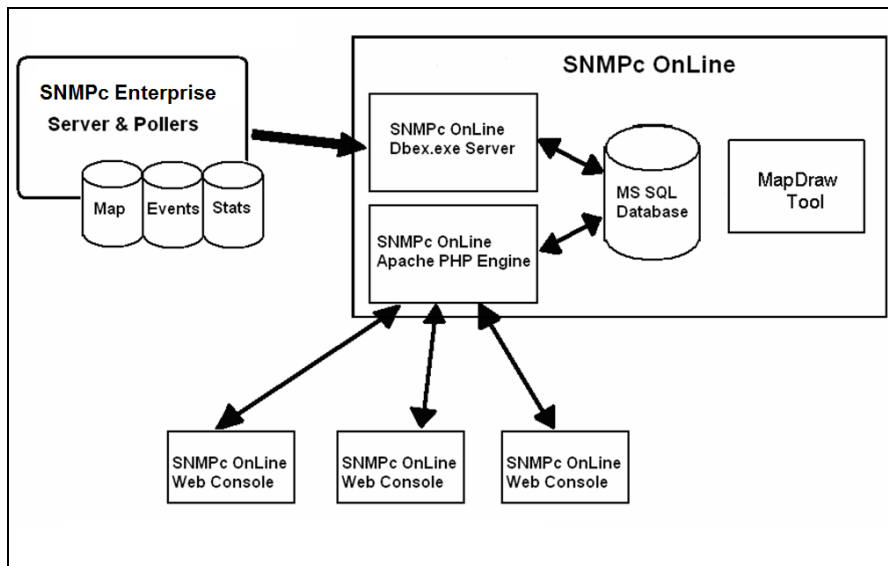 SNMPc Enterprise
Server & Pollers
Map
Events
Stats
SNMPc OnLine
SNMPc OnLine
Dbex.exe Server
SNMPc OnLine
Apache PHP Engine
MS SQL
Database
MapDraw
Tool
SNMPc OnLine
Web Console
SNMPc OnLine
Web Console
SNMPc OnLine
Web Console